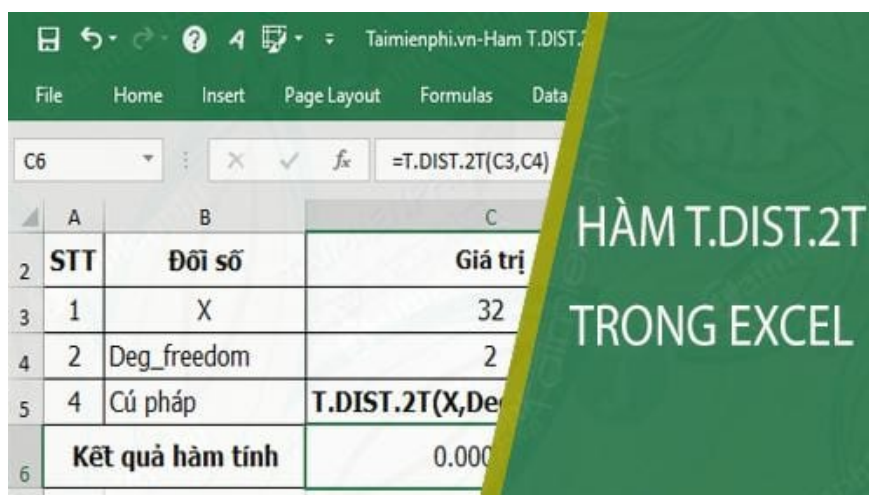 Taimienphi.vn-Ham T.DIST.
File Home Insert Page Layout Formulas Data
C6 fx =T.DIST.2T(C3,C4)
A B C
2 STT Đối số Giá trị
3 1 X 32
4 2 Deg_freedom 2
5 4 Cú pháp T.DIST.2T(X,De
6 Kết quả hàm tính 0.000
HÀM T.DIST.2T
TRONG EXCEL